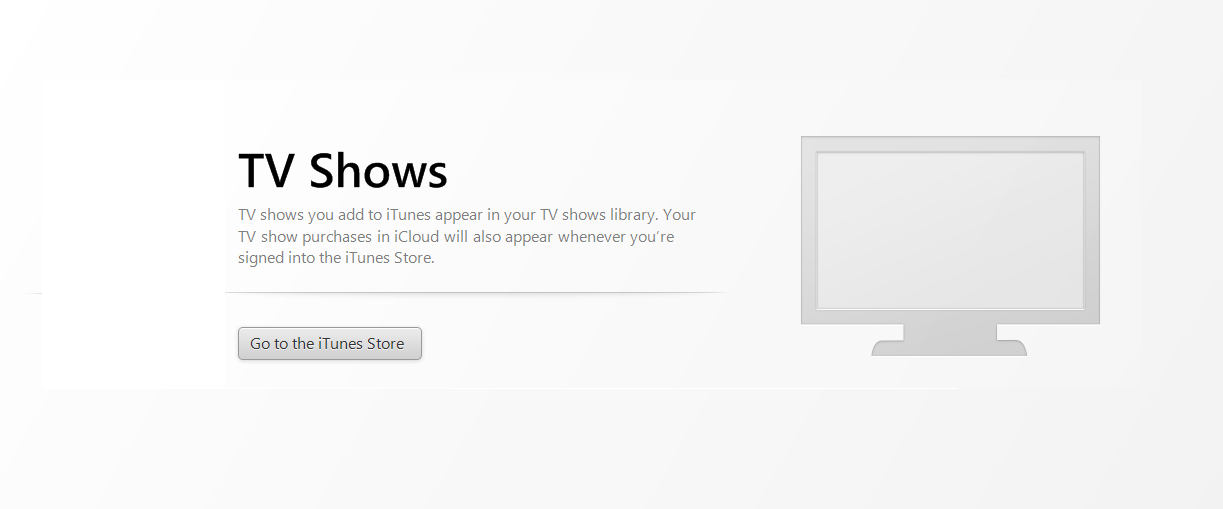 TV Shows
TV shows you add to iTunes appear in your TV shows library. Your
TV show purchases in iCloud will also appear whenever you’re
signed into the iTunes Store.
Go to the iTunes Store